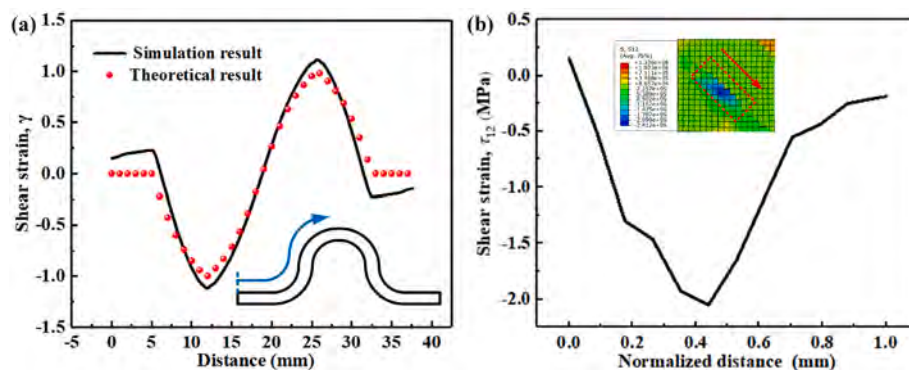 (a)
Simulation result
Theoretical result
Shear strain, γ
1.5
1.0
0.5
0.0
-0.5
-1.0
-1.5
-5 0 5 10 15 20 25 30 35 40
Distance (mm)
(b)
Shear strain, τ12 (MPa)
0.5
0.0
-0.5
-1.0
-1.5
-2.0
0.0 0.2 0.4 0.6 0.8 1.0
Normalized distance (mm)
S, S11
(Avg: 75%)